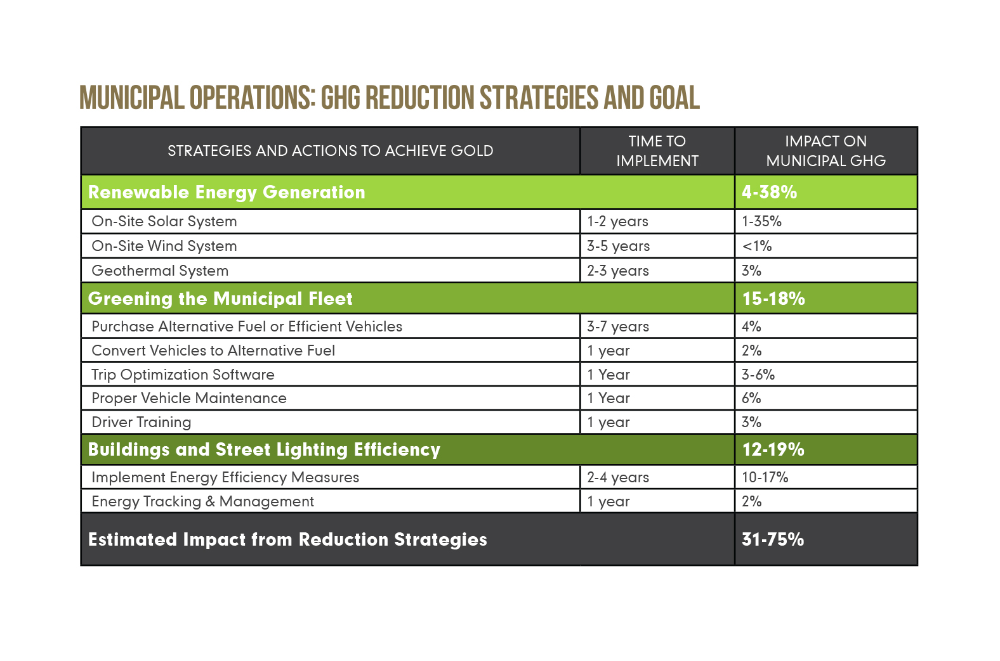 MUNICIPAL OPERATIONS: GHG REDUCTION STRATEGIES AND GOAL
STRATEGIES AND ACTIONS TO ACHIEVE GOLD
TIME TO
IMPLEMENT
IMPACT ON
MUNICIPAL GHG
Renewable Energy Generation 4-38%
On-Site Solar System 1-2 years 1-35%
On-Site Wind System 3-5 years <1%
Geothermal System 2-3 years 3%
Greening the Municipal Fleet 15-18%
Purchase Alternative Fuel or Efficient Vehicles 3-7 years 4%
Convert Vehicles to Alternative Fuel 1 year 2%
Trip Optimization Software 1 Year 3-6%
Proper Vehicle Maintenance 1 Year 6%
Driver Training 1 year 3%
Buildings and Street Lighting Efficiency 12-19%
Implement Energy Efficiency Measures 2-4 years 10-17%
Energy Tracking & Management 1 year 2%
Estimated Impact from Reduction Strategies 31-75%